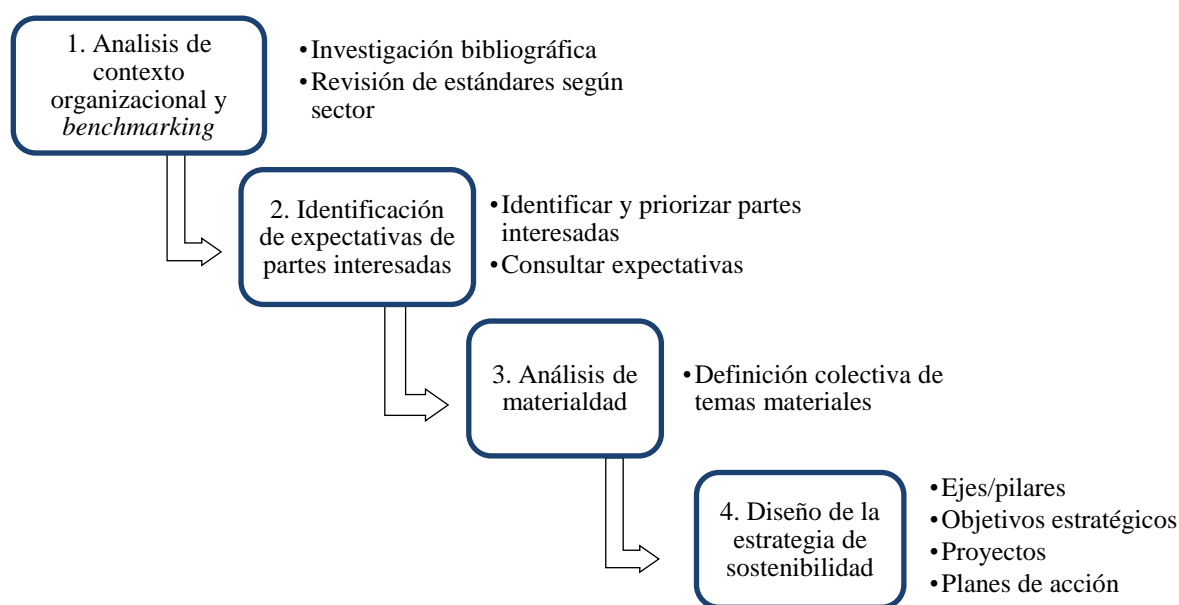 1. Analisis de
contexto
organizacional y
benchmarking
•Investigación bibliográfica
•Revisión de estándares según
sector
2. Identificación
de expectativas de
partes interesadas
•Identificar y priorizar partes
interesadas
•Consultar expectativas
3. Análisis de
materialdad
•Definición colectiva de
temas materiales
4. Diseño de la
estrategia de
sostenibilidad
•Ejes/pilares
•Objetivos estratégicos
•Proyectos
•Planes de acción